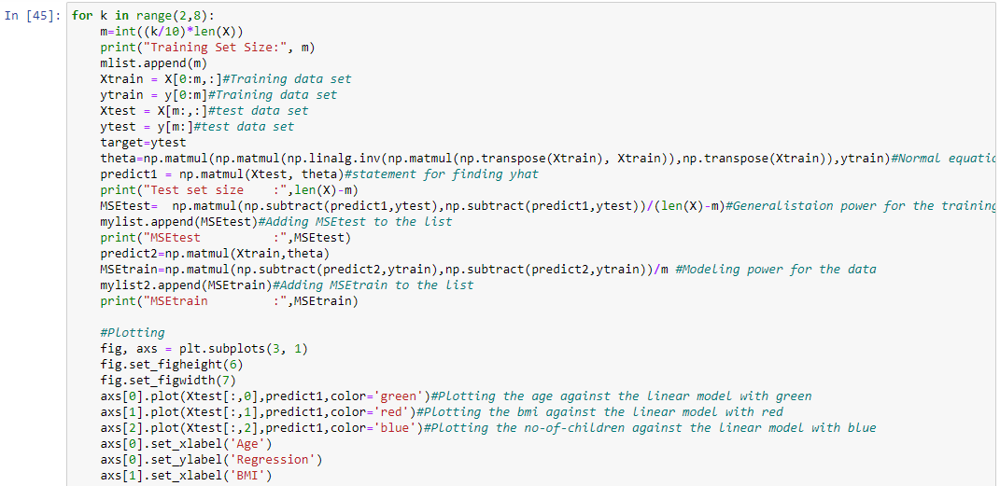 In [45]: for k in range(2,8):
    m=int((k/10)*len(X))
    print("Training Set Size:", m)
    mlist.append(m)
    Xtrain = X[0:m,:]#Training data set
    ytrain = y[0:m]#Training data set
    Xtest = X[m:,:]#test data set
    ytest = y[m:]#test data set
    target=ytest
    theta=np.matmul(np.matmul(np.linalg.inv(np.matmul(np.transpose(Xtrain), Xtrain)),np.transpose(Xtrain)),ytrain)#Normal equatic
    predict1 = np.matmul(Xtest, theta)#statement for finding yhat
    print("Test set size    :",len(X)-m)
    MSEtest=  np.matmul(np.subtract(predict1,ytest),np.subtract(predict1,ytest))/(len(X)-m)#Generalistaion power for the training
    mylist.append(MSEtest)#Adding MSEtest to the list
    print("MSEtest          :",MSEtest)
    predict2=np.matmul(Xtrain,theta)
    MSEtrain=np.matmul(np.subtract(predict2,ytrain),np.subtract(predict2,ytrain))/m #Modeling power for the data
    mylist2.append(MSEtrain)#Adding MSEtrain to the list
    print("MSEtrain         :",MSEtrain)

    #Plotting
    fig, axs = plt.subplots(3, 1)
    fig.set_figheight(6)
    fig.set_figwidth(7)
    axs[0].plot(Xtest[:,0],predict1,color='green')#Plotting the age against the linear model with green
    axs[1].plot(Xtest[:,1],predict1,color='red')#Plotting the bmi against the linear model with red
    axs[2].plot(Xtest[:,2],predict1,color='blue')#Plotting the no-of-children against the linear model with blue
    axs[0].set_xlabel('Age')
    axs[0].set_ylabel('Regression')
    axs[1].set_xlabel('BMI')